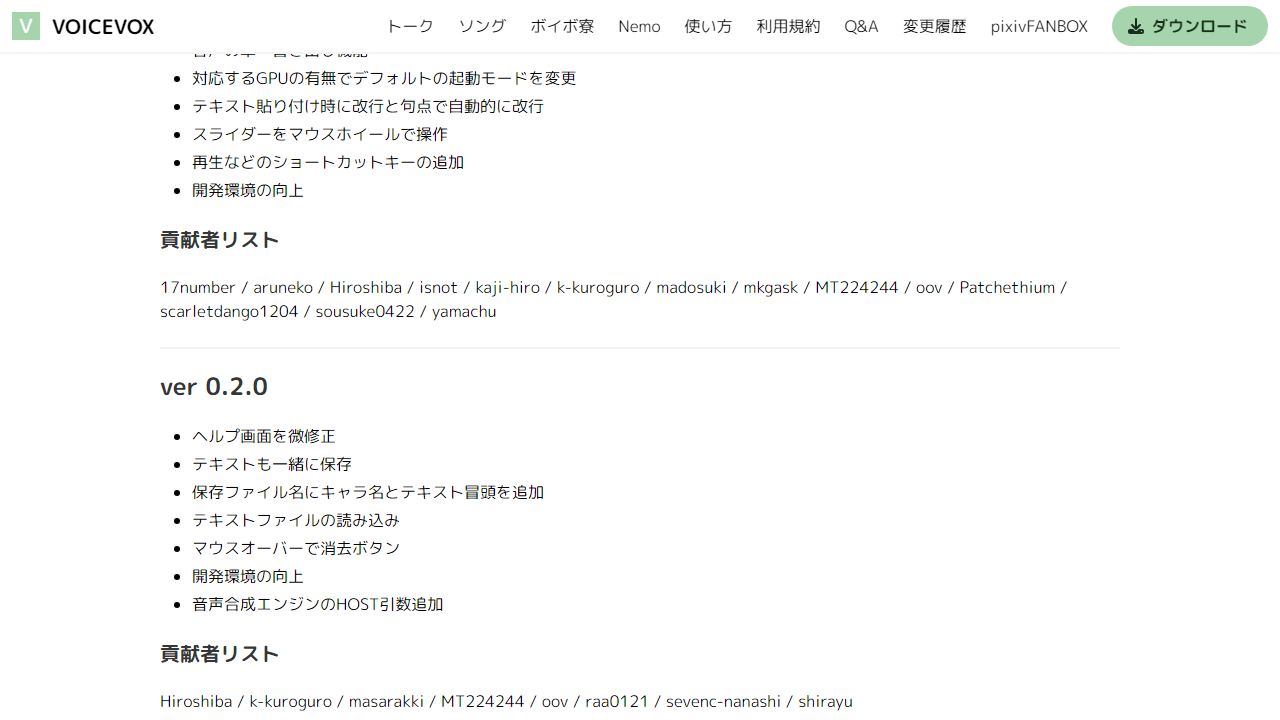 V VOICEVOX トーク ソング ボイボ寮 Nemo 使い方 利用規約 Q&A 変更履歴 pixivFANBOX ダウンロード
対応するGPUの有無でデフォルトの起動モードを変更
テキスト貼り付け時に改行と句点で自動的に改行
スライダーをマウスホイールで操作
再生などのショートカットキーの追加
開発環境の向上
貢献者リスト
17number / aruneko / Hiroshiba / isnot / kaji-hiro / k-kuroguro / madosuki / mkgask / MT224244 / oov / Patchethium /
scarletdango1204 / sousuke0422 / yamachu
ver 0.2.0
ヘルプ画面を微修正
テキストも一緒に保存
保存ファイル名にキャラ名とテキスト冒頭を追加
テキストファイルの読み込み
マウスオーバーで消去ボタン
開発環境の向上
音声合成エンジンのHOST引数追加
貢献者リスト
Hiroshiba / k-kuroguro / masarakki / MT224244 / oov / raa0121 / sevenc-nanashi / shirayu